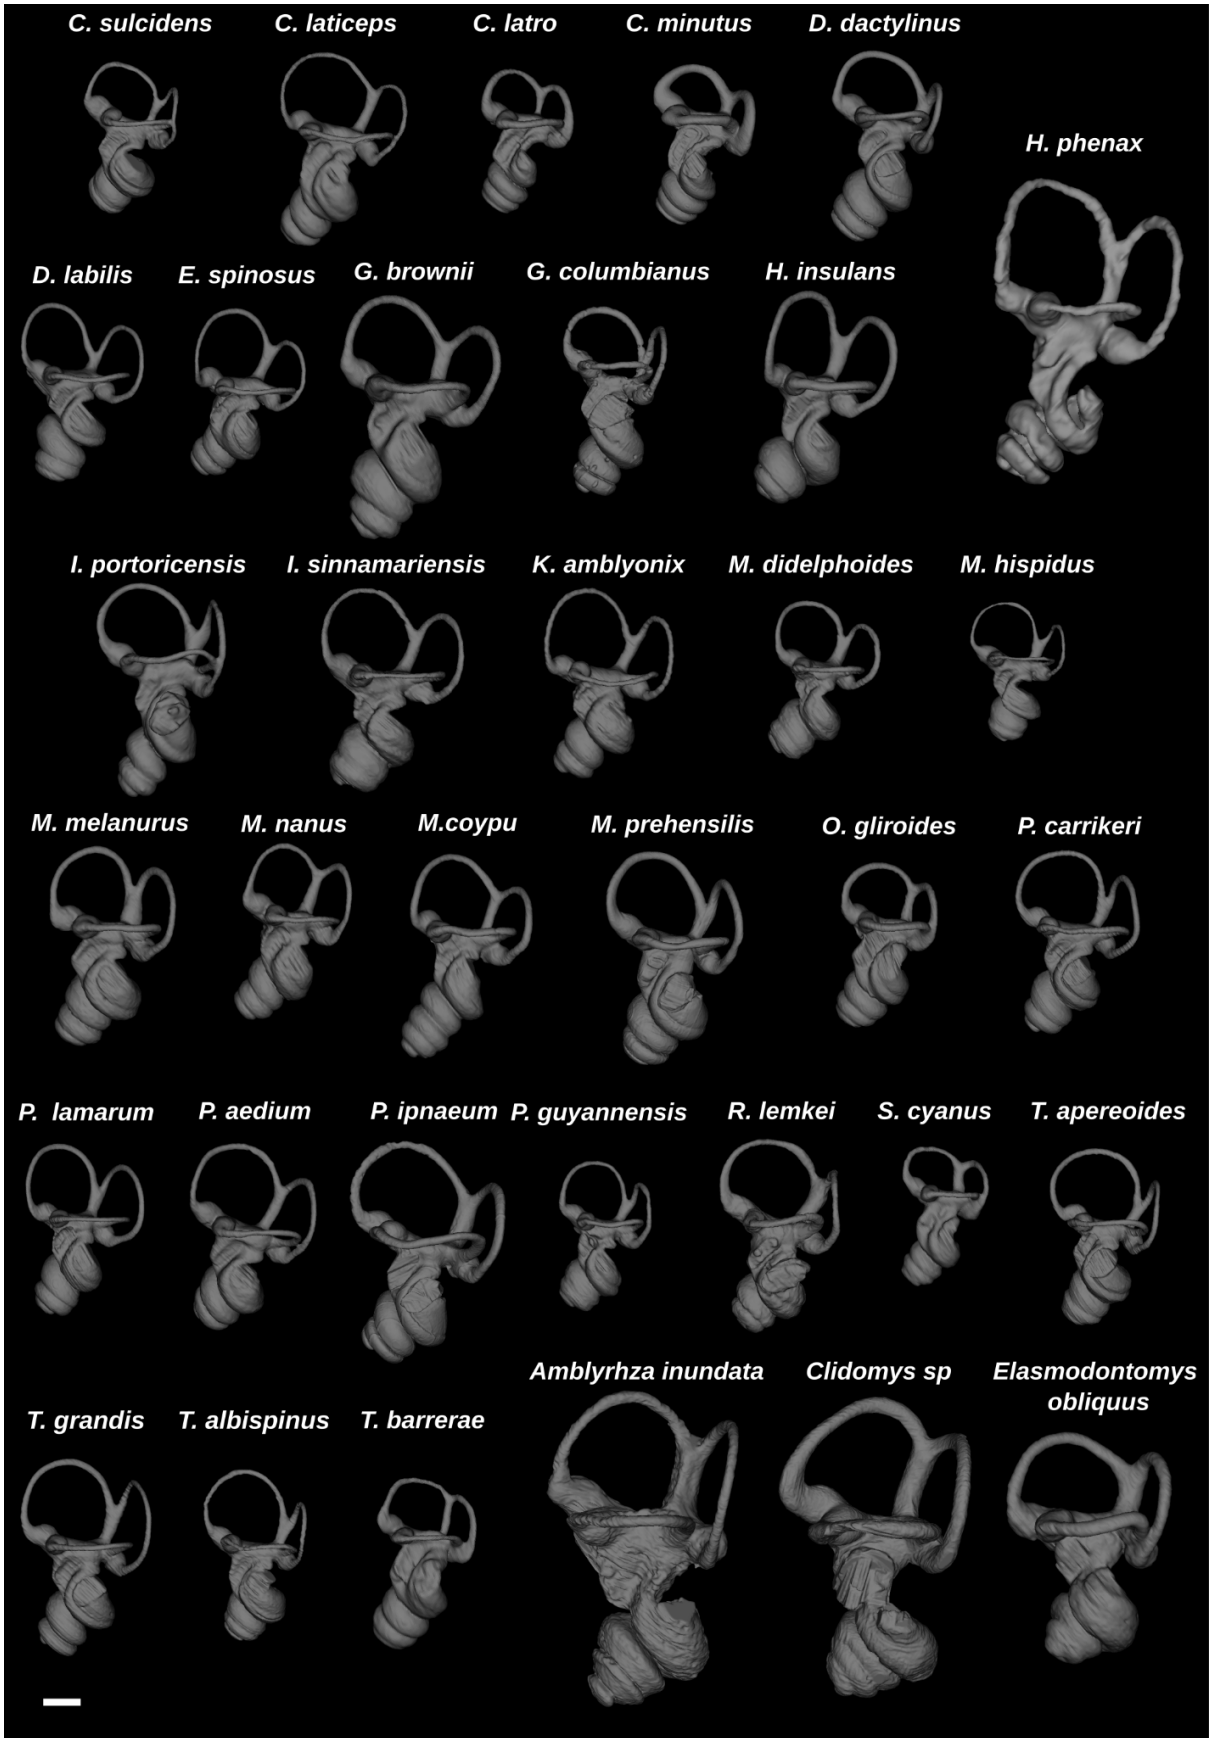 C. sulcidens
C. laticeps
C. latro
C. minutus
D. dactylinus
H. phenax
D. labilis
E. spinosus
G. brownii
G. columbianus
H. insulans
I. portoricensis
I. sinnamariensis
K. amblyonix
M. didelphoides
M. hispidus
M. melanurus
M. nanus
M.coypu
M. prehensilis
O. gliroides
P. carrikeri
P. lamarum
P. aedium
P. ipnaeum
P. guyannensis
R. lemkei
S. cyanus
T. apereoides
Amblyrhza inundata
Clidomys sp
Elasmodontomys
obliquus
T. grandis
T. albispinus
T. barrerae